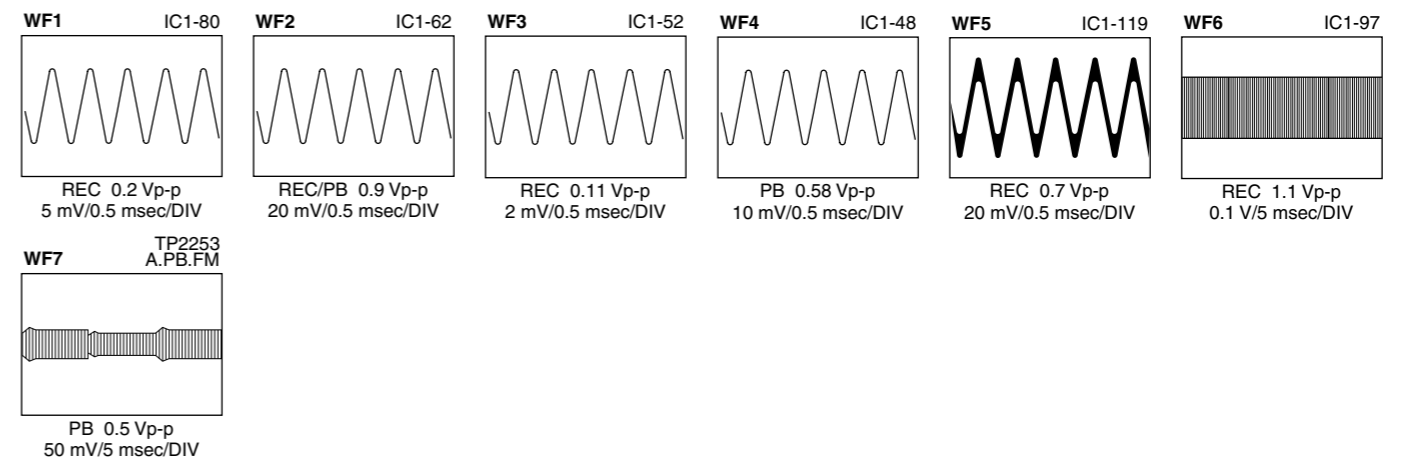 WF1 IC1-80
REC 0.2 Vp-p
5 mV/0.5 msec/DIV
WF2 IC1-62
REC/PB 0.9 Vp-p
20 mV/0.5 msec/DIV
WF3 IC1-52
REC 0.11 Vp-p
2 mV/0.5 msec/DIV
WF4 IC1-48
PB 0.58 Vp-p
10 mV/0.5 msec/DIV
WF5 IC1-119
REC 0.7 Vp-p
20 mV/0.5 msec/DIV
WF6 IC1-97
REC 1.1 Vp-p
0.1 V/5 msec/DIV
TP2253
WF7 A.PB.FM
PB 0.5 Vp-p
50 mV/5 msec/DIV